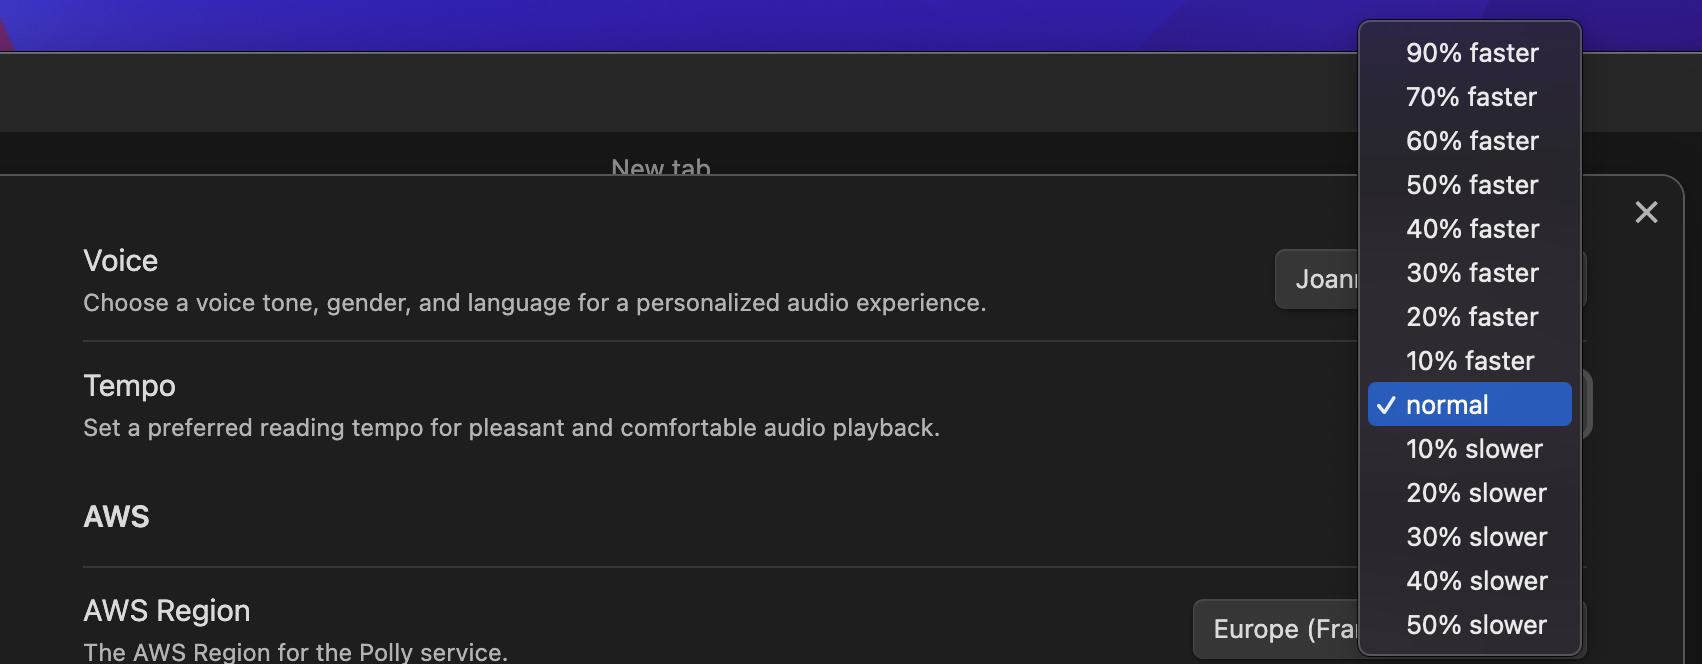 90% faster
70% faster
60% faster
New tab
50% faster
40% faster
Voice
Choose a voice tone, gender, and language for a personalized audio experience.
30% faster
20% faster
10% faster
Tempo
Set a preferred reading tempo for pleasant and comfortable audio playback.
✓ normal
10% slower
20% slower
AWS
30% slower
40% slower
AWS Region
The AWS Region for the Polly service.
Europe (Fra
50% slower